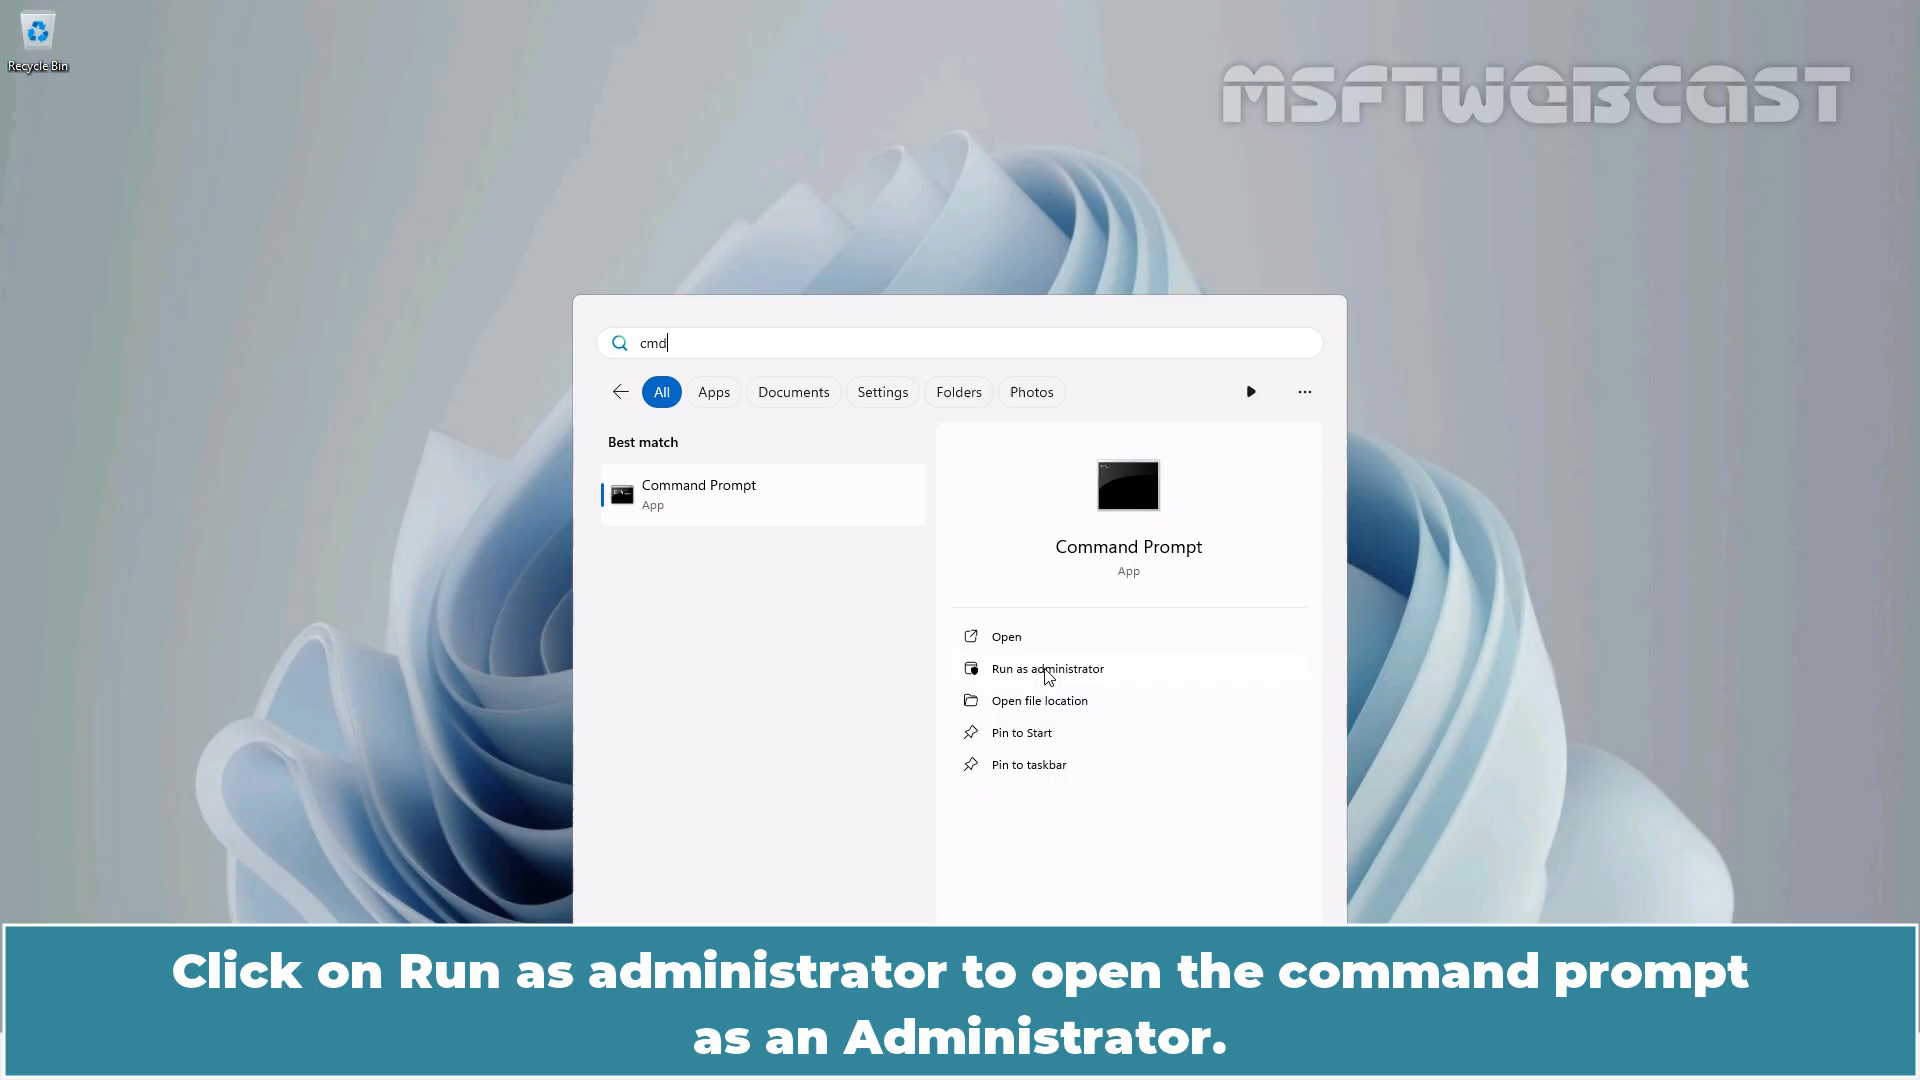 Recycle Bin
MSFTWEBCAST
cmd
All Apps Documents Settings Folders Photos
Best match
Command Prompt
App
Command Prompt
App
Open
Run as administrator
Open file location
Pin to Start
Pin to taskbar
Click on Run as administrator to open the command prompt
as an Administrator.